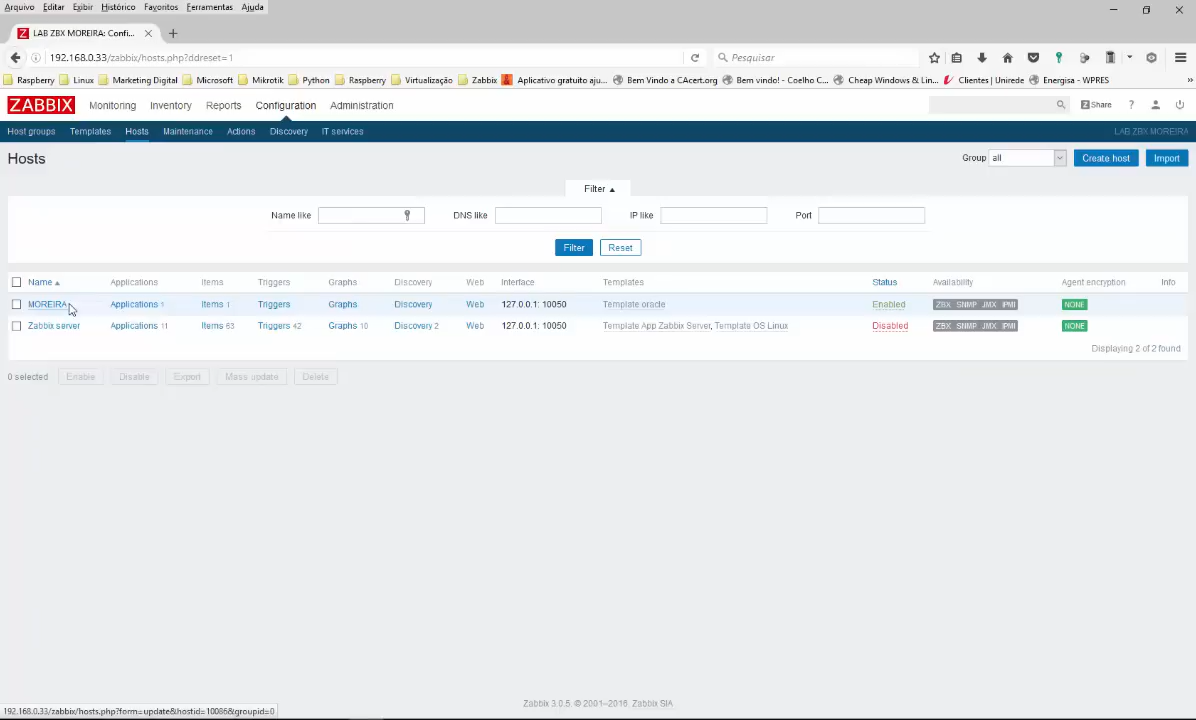 Arquivo Editar Exibir Histórico Favoritos Ferramentas Ajuda
Z LAB ZBX MOREIRA: Confi...
192.168.0.33/zabbix/hosts.php?ddreset=1 Pesquisar
Raspberry Linux Marketing Digital Microsoft Mikrotik Python Raspberry Virtualização Zabbix Aplicativo gratuito aju... Bem Vindo a CAcert.org Bem vindo! - Coelho C... Cheap Windows & Lin... Clientes | Unirede Energisa - WPRES
ZABBIX Monitoring Inventory Reports Configuration Administration Z Share ?
Host groups Templates Hosts Maintenance Actions Discovery IT services LAB ZBX MOREIRA
Hosts Group all Create host Import
Filter ▲
Name like DNS like IP like Port
Filter Reset
Name ▲ Applications Items Triggers Graphs Discovery Web Interface Templates Status Availability Agent encryption Info
MOREIRA Applications 1 Items 1 Triggers Graphs Discovery Web 127.0.0.1: 10050 Template oracle Enabled ZBX SNMP JMX IPMI NONE
Zabbix server Applications 11 Items 63 Triggers 42 Graphs 10 Discovery 2 Web 127.0.0.1: 10050 Template App Zabbix Server, Template OS Linux Disabled ZBX SNMP JMX IPMI NONE
Displaying 2 of 2 found
0 selected Enable Disable Export Mass update Delete
Zabbix 3.0.5. © 2001–2016, Zabbix SIA
192.168.0.33/zabbix/hosts.php?form=update&hostid=10086&groupid=0